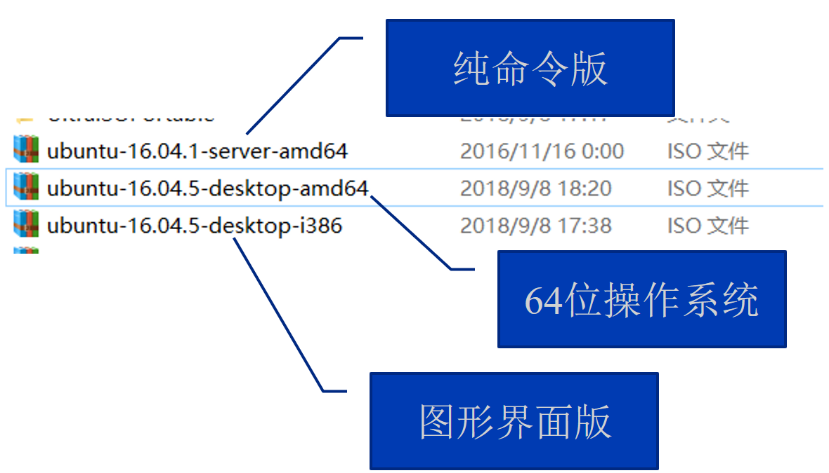 纯命令版
ubuntu-16.04.1-server-amd64 2016/11/16 0:00 ISO 文件
ubuntu-16.04.5-desktop-amd64 2018/9/8 18:20 ISO 文件
ubuntu-16.04.5-desktop-i386 2018/9/8 17:38 ISO 文件
64位操作系统
图形界面版